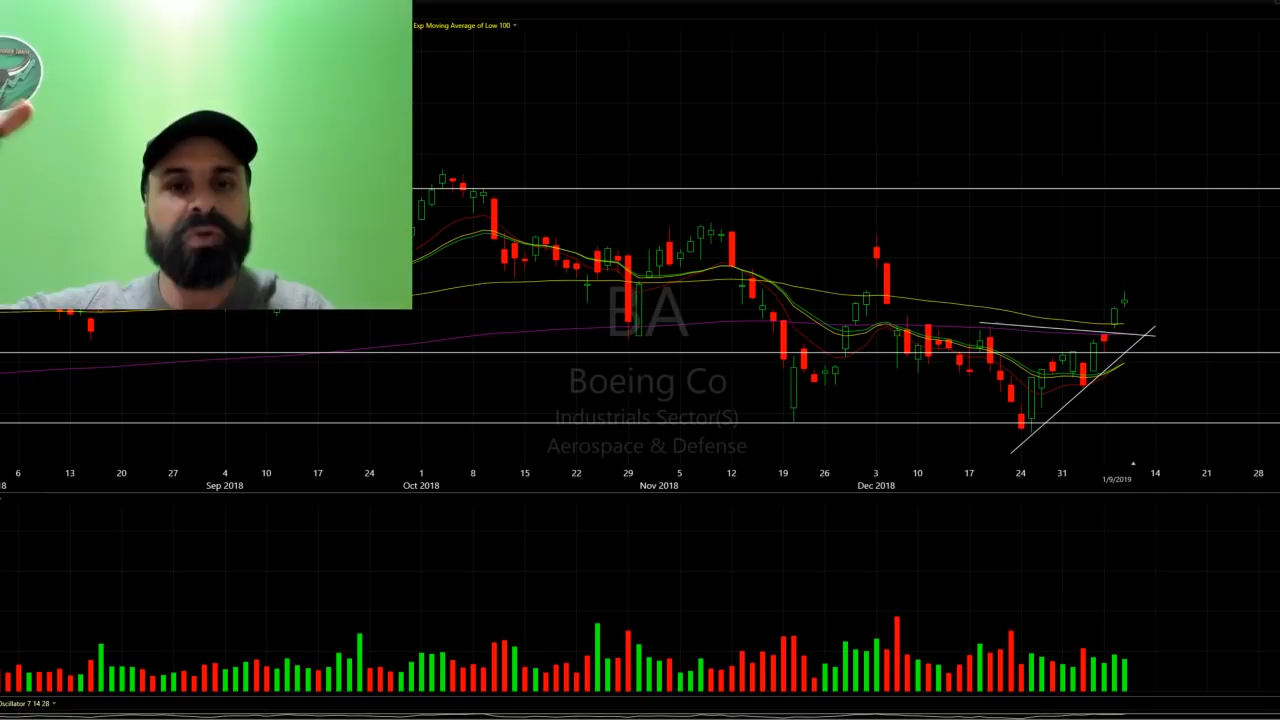 Exp Moving Average of Low 100
BA
Boeing Co
Industrials Sector(S)
Aerospace & Defense
6 13 20 27 4 10 17 24 1 8 15 22 29 5 12 19 26 3 10 17 24 31 14 21 28
18 Sep 2018 Oct 2018 Nov 2018 Dec 2018 1/9/2019
Oscillator 7 14 28